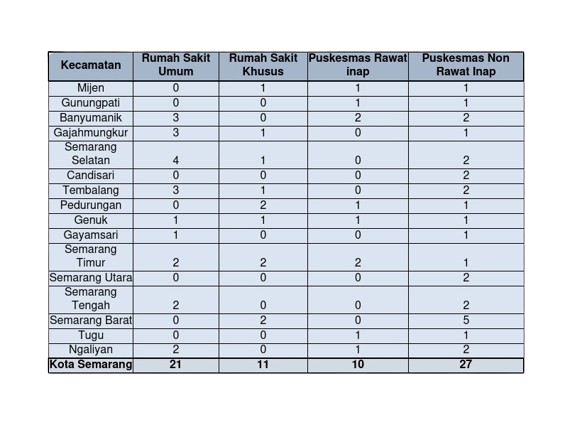 Kecamatan Rumah Sakit Umum Rumah Sakit Khusus Puskesmas Rawat inap Puskesmas Non Rawat Inap
Mijen 0 1 1 1
Gunungpati 0 0 1 1
Banyumanik 3 0 2 2
Gajahmungkur 3 1 0 1
Semarang Selatan 4 1 0 2
Candisari 0 0 0 2
Tembalang 3 1 0 2
Pedurungan 0 2 1 1
Genuk 1 1 1 1
Gayamsari 1 0 0 1
Semarang Timur 2 2 2 1
Semarang Utara 0 0 0 2
Semarang Tengah 2 0 0 2
Semarang Barat 0 2 0 5
Tugu 0 0 1 1
Ngaliyan 2 0 1 2
Kota Semarang 21 11 10 27